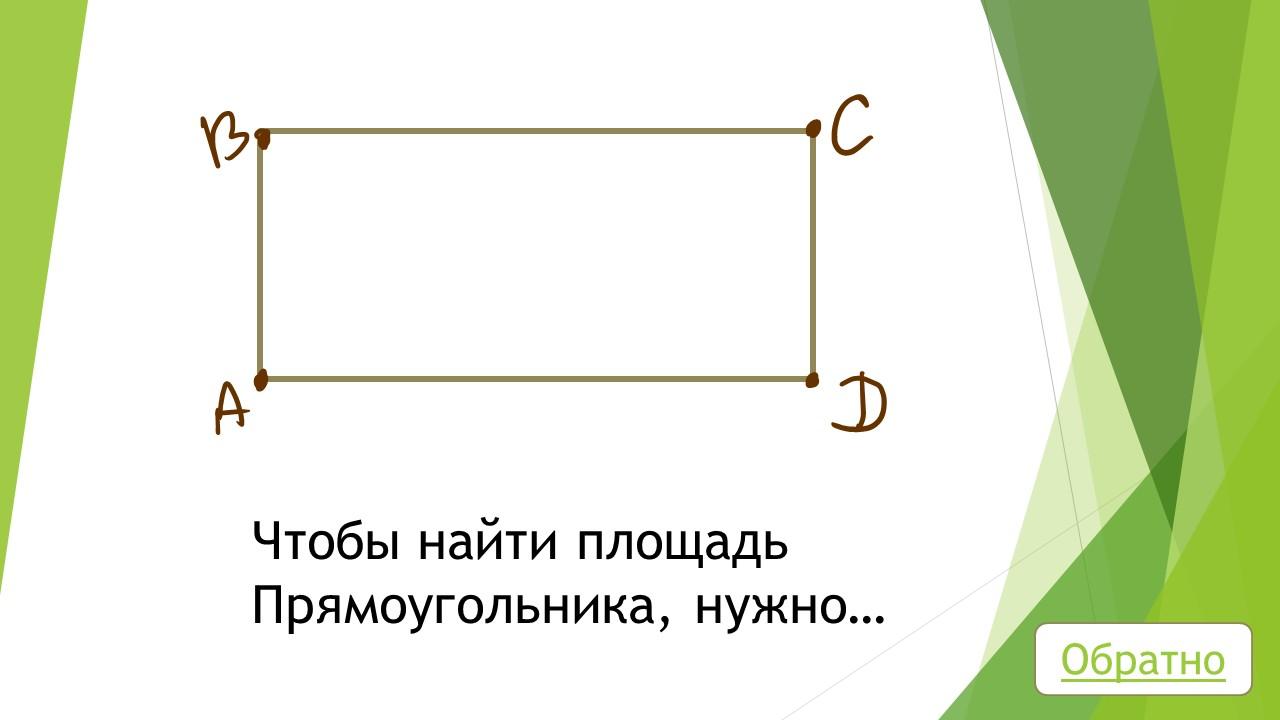 B
C
A
D
Чтобы найти площадь
Прямоугольника, нужно…
Обратно